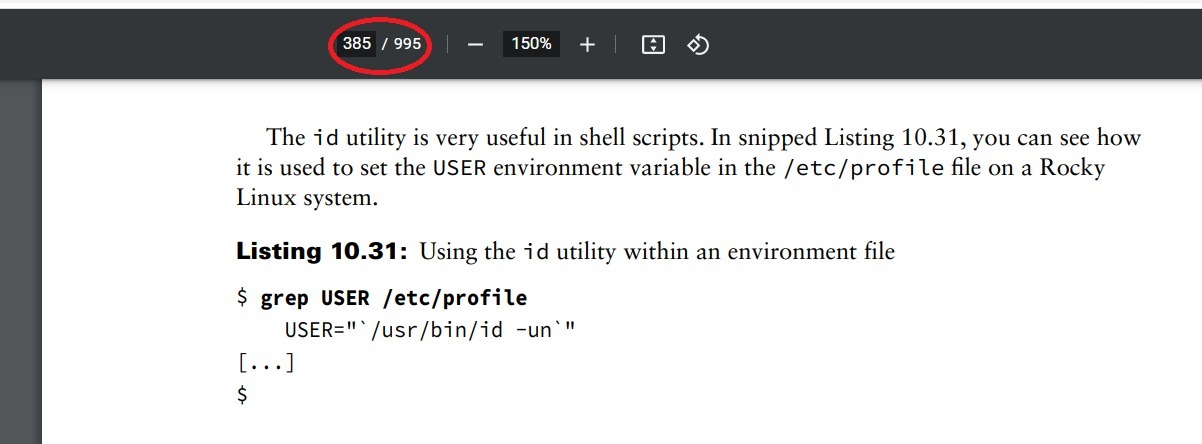 385 / 995
150%
The id utility is very useful in shell scripts. In snipped Listing 10.31, you can see how
it is used to set the USER environment variable in the /etc/profile file on a Rocky
Linux system.
Listing 10.31: Using the id utility within an environment file
$ grep USER /etc/profile
USER="`/usr/bin/id -un`"
[...]
$